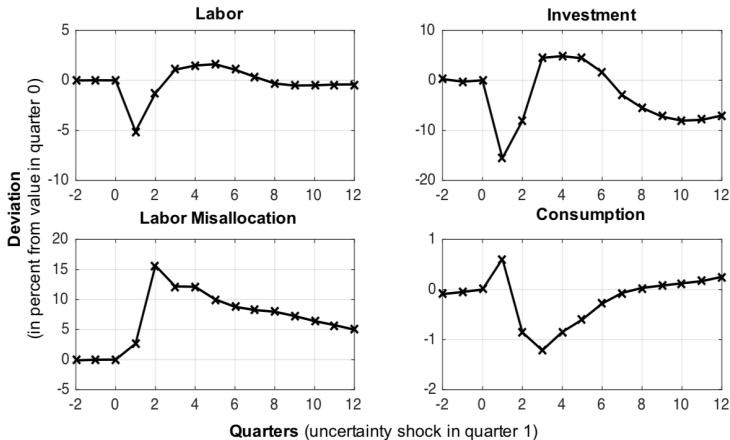 Labor
Investment
5
0
-5
-10
-2 0 2 4 6 8 10 12
10
0
-10
-20
-2 0 2 4 6 8 10 12
Labor Misallocation
Consumption
20
15
10
5
0
-5
-2 0 2 4 6 8 10 12
1
0
-1
-2
-2 0 2 4 6 8 10 12
Deviation
(in percent from value in quarter 0)
Quarters (uncertainty shock in quarter 1)